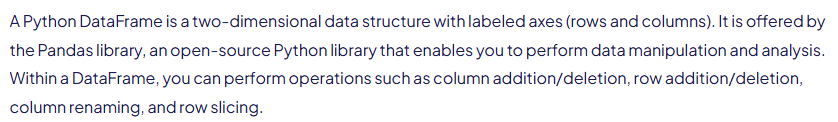 A Python DataFrame is a two-dimensional data structure with labeled axes (rows and columns). It is offered by
the Pandas library, an open-source Python library that enables you to perform data manipulation and analysis.
Within a DataFrame, you can perform operations such as column addition/deletion, row addition/deletion,
column renaming, and row slicing.